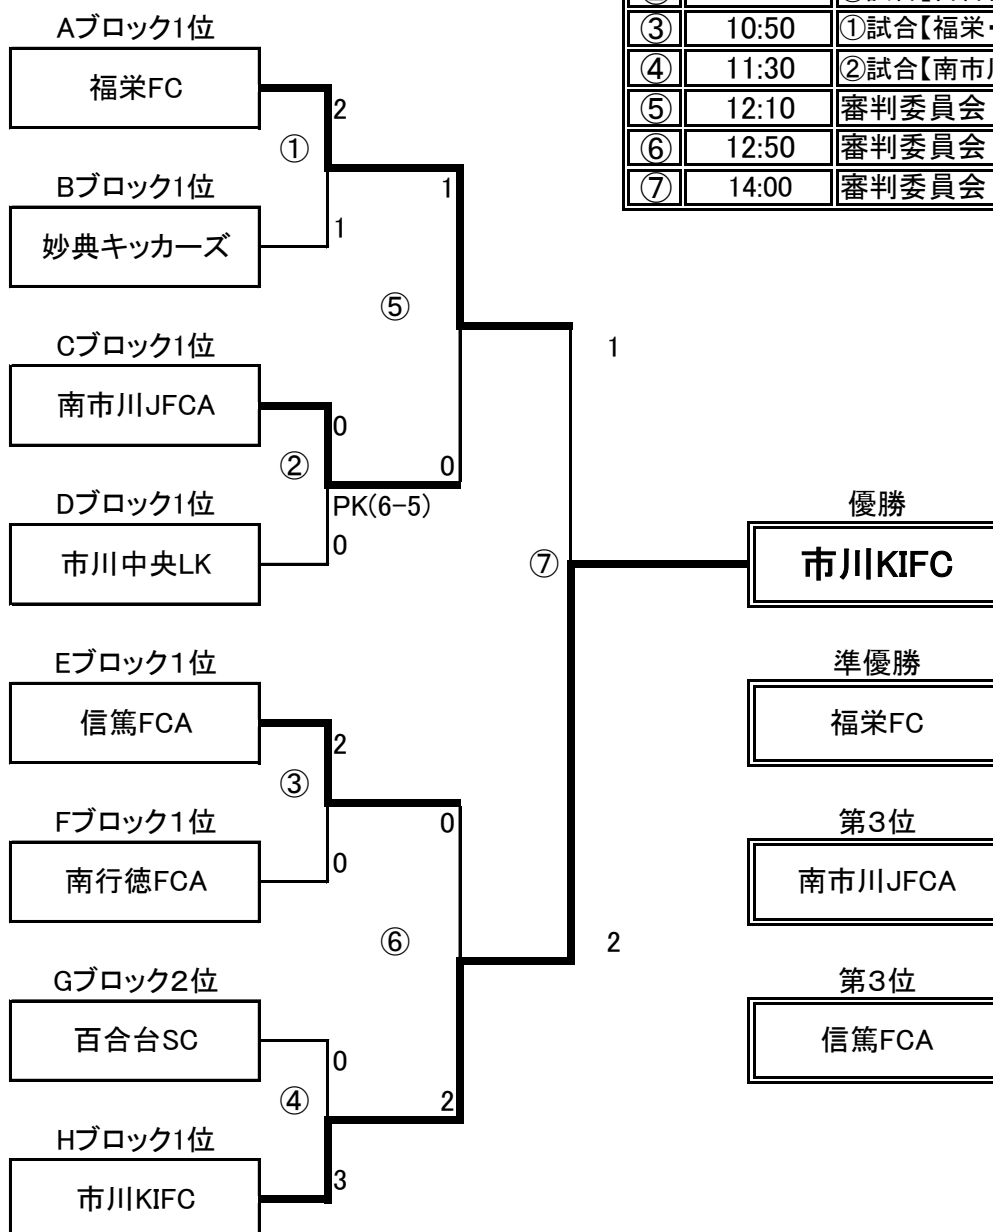 Aブロック1位
福栄FC
2
①
1
Bブロック1位
妙典キッカーズ
1
⑤
Cブロック1位
南市川JFCA
0
②
0
PK(6-5)
Dブロック1位
市川中央LK
0
1
⑦
Eブロック1位
信篤FCA
2
③
0
Fブロック1位
南行徳FCA
0
⑥
2
Gブロック2位
百合台SC
0
④
2
Hブロック1位
市川KIFC
3
③ 10:50 ①試合【福栄・
④ 11:30 ②試合【南市
⑤ 12:10 審判委員会
⑥ 12:50 審判委員会
⑦ 14:00 審判委員会
優勝
市川KIFC
準優勝
福栄FC
第3位
南市川JFCA
第3位
信篤FCA